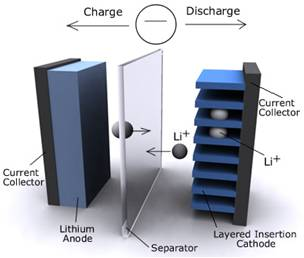 Charge
Discharge
Current
Collector
Li+
Li+
Current
Collector
Lithium
Anode
Separator
Layered Insertion
Cathode